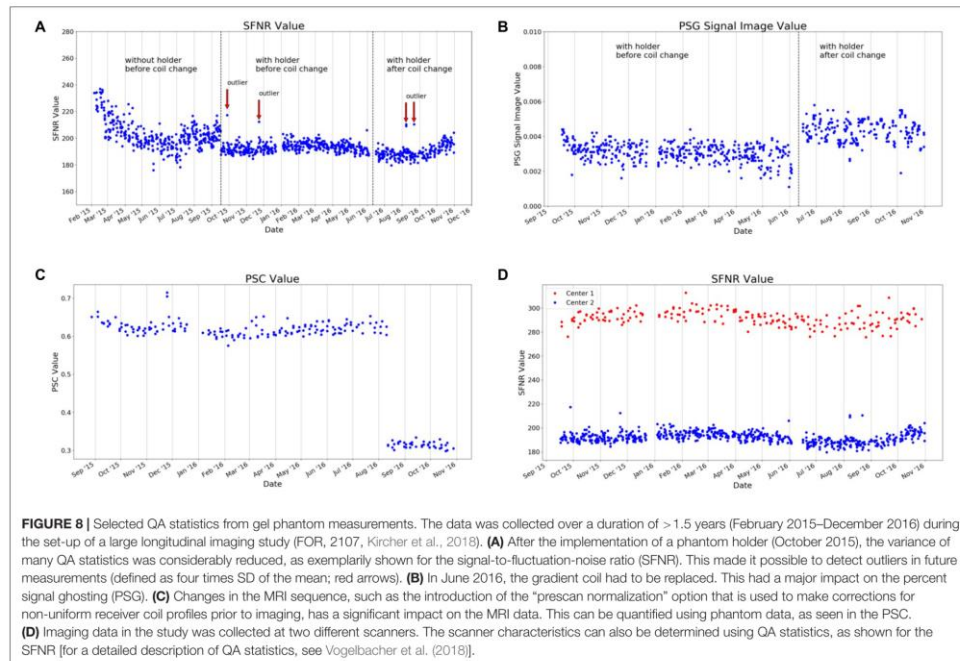 A
SFNR Value
280
260
240
220
200
180
160
SFNR Value
without holder
before coil change
with holder
before coil change
with holder
after coil change
outlier
outlier
outlier
Feb '15
Mar '15
Apr '15
May '15
Jun '15
Jul '15
Aug '15
Sep '15
Oct '15
Nov '15
Dec '15
Jan '16
Feb '16
Mar '16
Apr '16
May '16
Jun '16
Jul '16
Aug '16
Sep '16
Oct '16
Nov '16
Dec '16
Date
B
PSG Signal Image Value
0.010
0.008
0.006
0.004
0.002
0.000
PSG Signal Image Value
with holder
before coil change
with holder
after coil change
Sep '15
Oct '15
Nov '15
Dec '15
Jan '16
Feb '16
Mar '16
Apr '16
May '16
Jun '16
Jul '16
Aug '16
Sep '16
Oct '16
Nov '16
Date
C
PSC Value
0.7
0.6
0.5
0.4
0.3
PSC Value
Sep '15
Oct '15
Nov '15
Dec '15
Jan '16
Feb '16
Mar '16
Apr '16
May '16
Jun '16
Jul '16
Aug '16
Sep '16
Oct '16
Nov '16
Date
D
SFNR Value
Center 1
Center 2
300
280
260
240
220
200
180
SFNR Value
Sep '15
Oct '15
Nov '15
Dec '15
Jan '16
Feb '16
Mar '16
Apr '16
May '16
Jun '16
Jul '16
Aug '16
Sep '16
Oct '16
Nov '16
Date
FIGURE 8 | Selected QA statistics from gel phantom measurements. The data was collected over a duration of >1.5 years (February 2015–December 2016) during
the set-up of a large longitudinal imaging study (FOR, 2107, Kircher et al., 2018). (A) After the implementation of a phantom holder (October 2015), the variance of
many QA statistics was considerably reduced, as exemplarily shown for the signal-to-fluctuation-noise ratio (SFNR). This made it possible to detect outliers in future
measurements (defined as four times SD of the mean; red arrows). (B) In June 2016, the gradient coil had to be replaced. This had a major impact on the percent
signal ghosting (PSG). (C) Changes in the MRI sequence, such as the introduction of the “prescan normalization” option that is used to make corrections for
non-uniform receiver coil profiles prior to imaging, has a significant impact on the MRI data. This can be quantified using phantom data, as seen in the PSC.
(D) Imaging data in the study was collected at two different scanners. The scanner characteristics can also be determined using QA statistics, as shown for the
SFNR [for a detailed description of QA statistics, see Vogelbacher et al. (2018)].